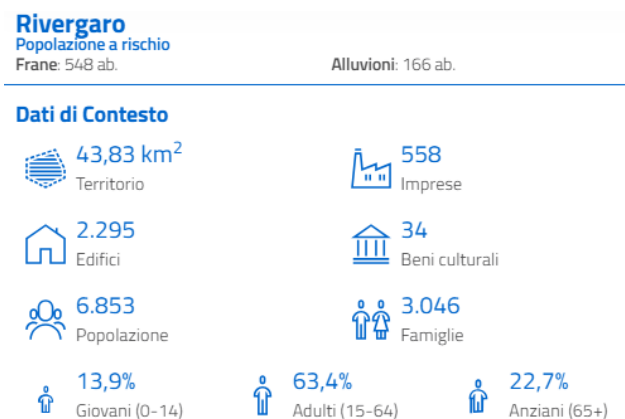 Rivergaro
Popolazione a rischio
Frane: 548 ab. Alluvioni: 166 ab.
Dati di Contesto
43,83 km²
Territorio
558
Imprese
2.295
Edifici
34
Beni culturali
6.853
Popolazione
3.046
Famiglie
13,9%
Giovani (0-14)
63,4%
Adulti (15-64)
22,7%
Anziani (65+)